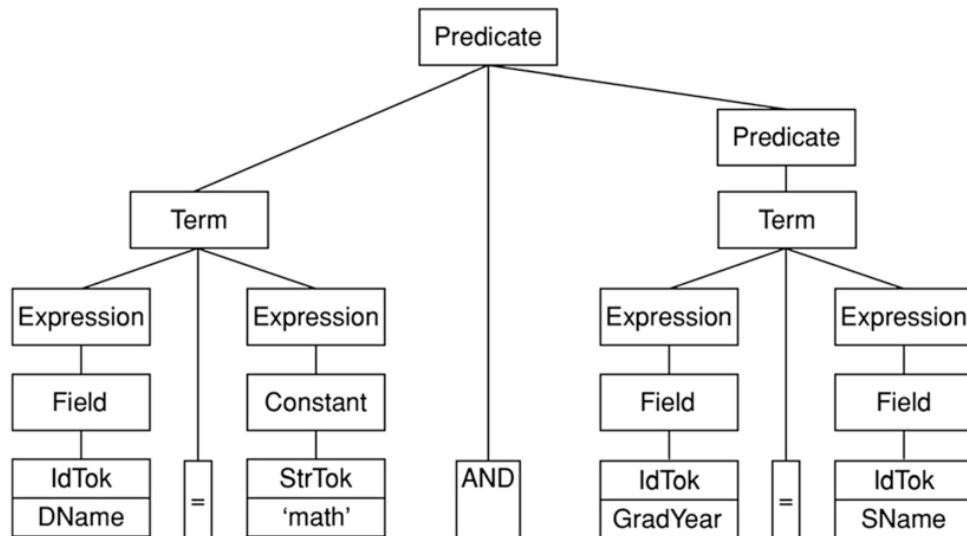 Predicate
Predicate
Term
Term
Expression
Expression
Expression
Expression
Field
Constant
Field
Field
IdTok
StrTok
AND
IdTok
IdTok
DName
=
‘math’
GradYear
=
SName